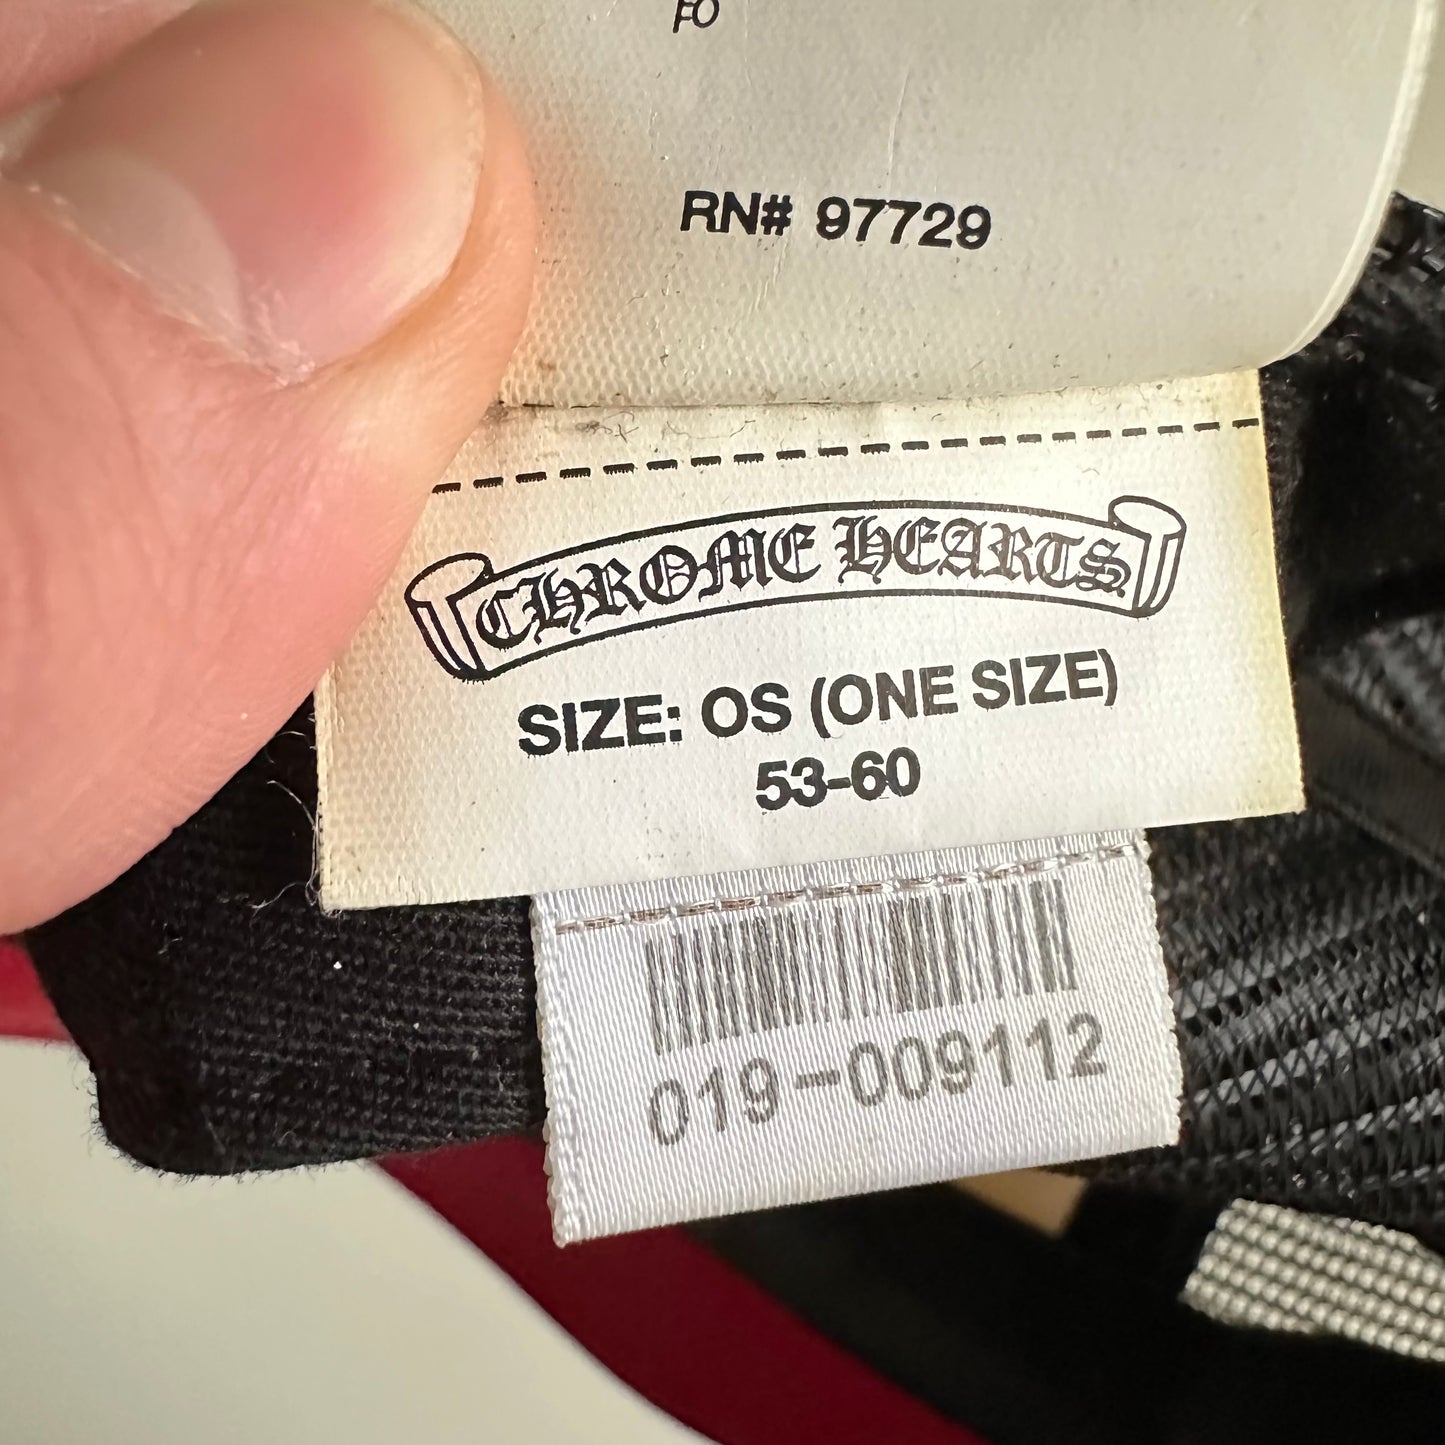 FO
RN# 97729
CHROME HEARTS
SIZE: OS (ONE SIZE)
53-60
019-009112